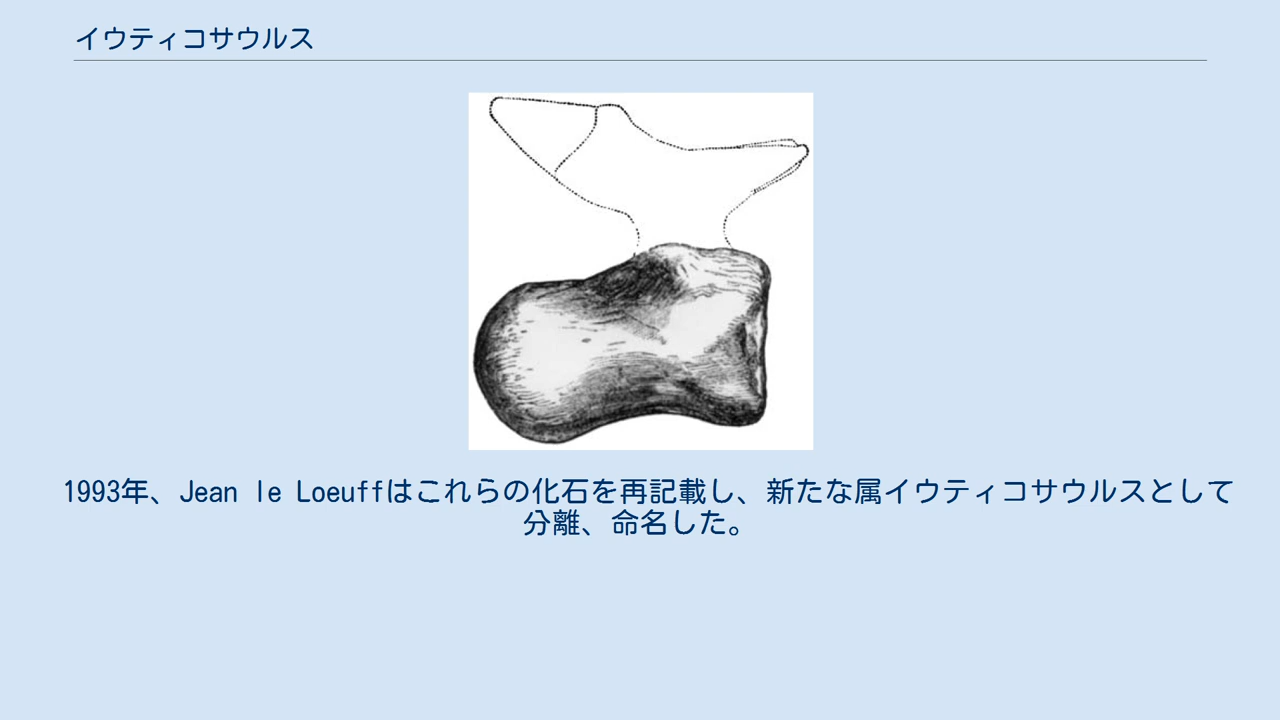 イウティコサウルス
1993年、Jean le Loeuffはこれらの化石を再記載し、新たな属イウティコサウルスとして
分離、命名した。